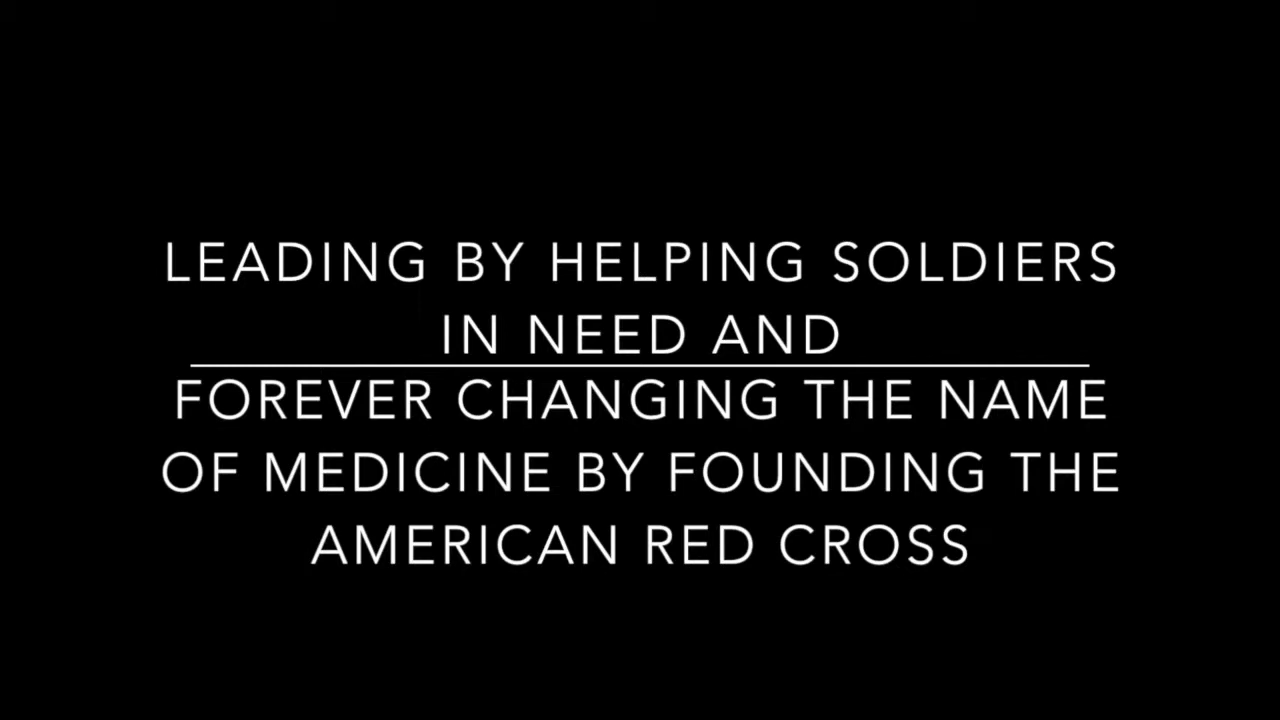 LEADING BY HELPING SOLDIERS
IN NEED AND
FOREVER CHANGING THE NAME
OF MEDICINE BY FOUNDING THE
AMERICAN RED CROSS